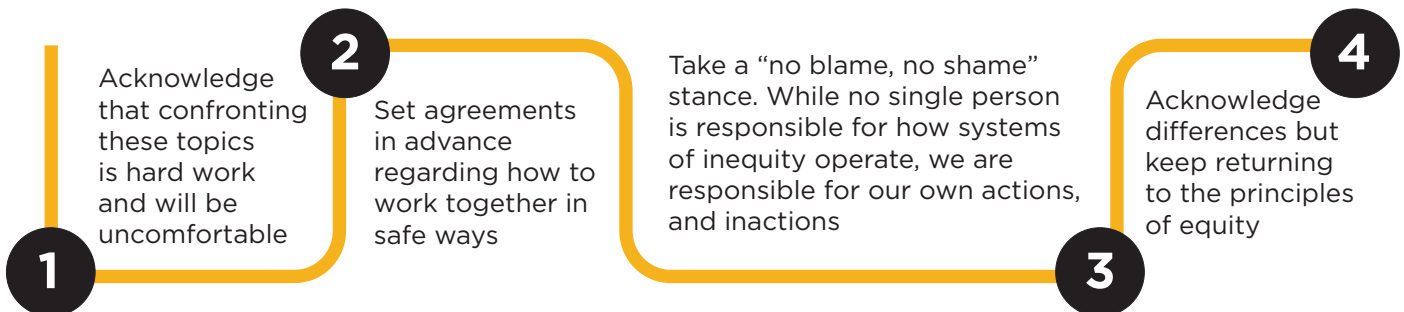 1
Acknowledge
that confronting
these topics
is hard work
and will be
uncomfortable
2
Set agreements
in advance
regarding how to
work together in
safe ways
3
Take a “no blame, no shame”
stance. While no single person
is responsible for how systems
of inequity operate, we are
responsible for our own actions,
and inactions
4
Acknowledge
differences but
keep returning
to the principles
of equity